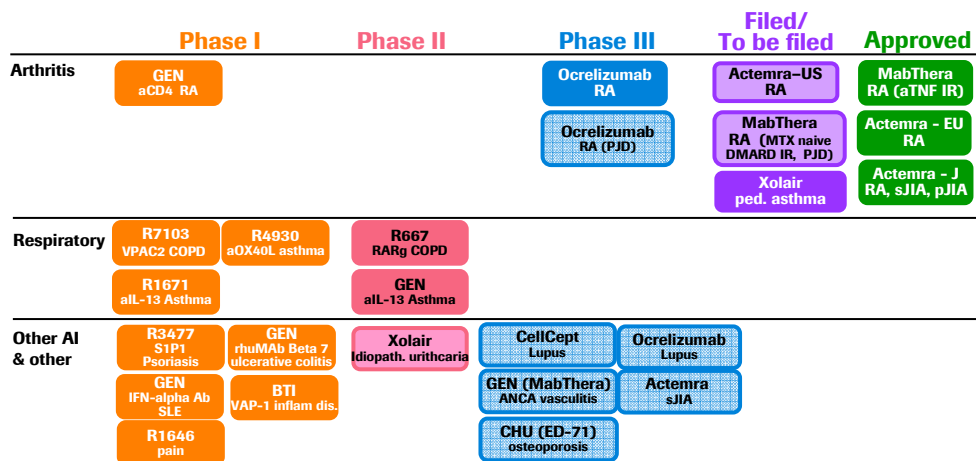 Phase I
Phase II
Phase III
Filed/
To be filed
Approved
Arthritis
GEN
aCD4 RA
Ocrelizumab
RA
Ocrelizumab
RA (PJD)
Actemra–US
RA
MabThera
RA (MTX naive
DMARD IR, PJD)
Xolair
ped. asthma
MabThera
RA (aTNF IR)
Actemra - EU
RA
Actemra - J
RA, sJIA, pJIA
Respiratory
R7103
VPAC2 COPD
R4930
aOX40L asthma
R1671
aIL-13 Asthma
R667
RARg COPD
GEN
aIL-13 Asthma
Other AI
& other
R3477
S1P1
Psoriasis
GEN
rhuMAb Beta 7
ulcerative colitis
GEN
IFN-alpha Ab
SLE
BTI
VAP-1 inflam dis.
R1646
pain
Xolair
Idiopath. urithcaria
CellCept
Lupus
Ocrelizumab
Lupus
GEN (MabThera)
ANCA vasculitis
Actemra
sJIA
CHU (ED-71)
osteoporosis